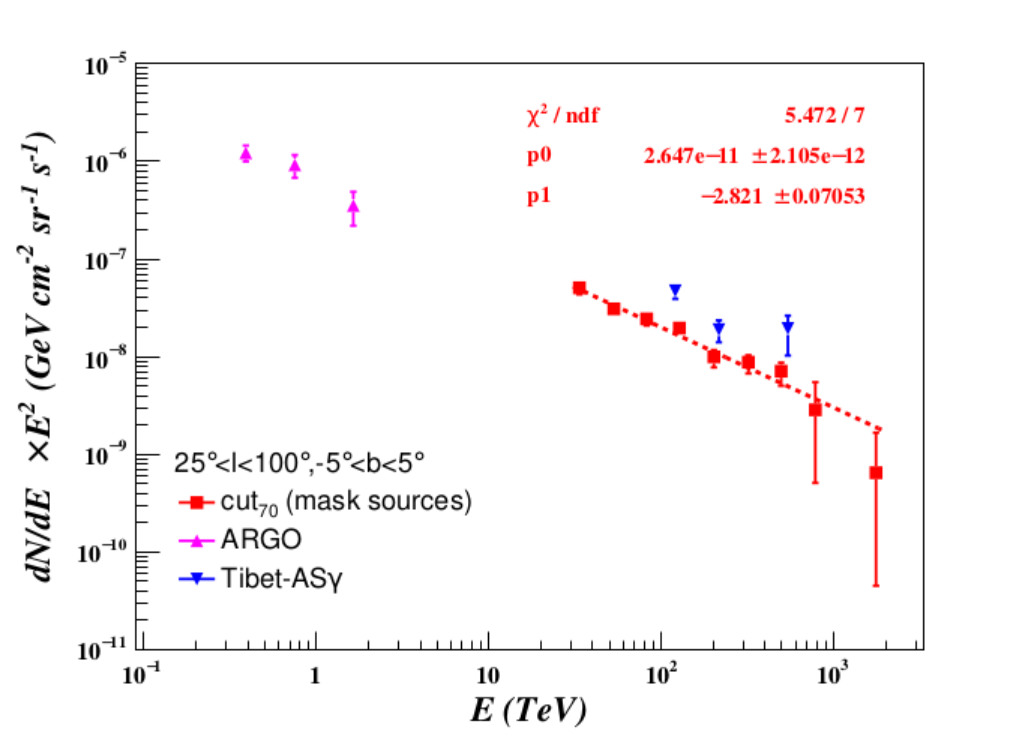 10⁻⁵
χ² / ndf 5.472 / 7
10⁻⁶
p0 2.647e−11 ±2.105e−12
p1 −2.821 ±0.07053
10⁻⁷
10⁻⁸
10⁻⁹
25°<l<100°,-5°<b<5°
cut₇₀ (mask sources)
ARGO
10⁻¹⁰
Tibet-ASγ
10⁻¹¹
dN/dE ×E² (GeV cm⁻² sr⁻¹ s⁻¹)
10⁻¹ 1 10 10² 10³
E (TeV)